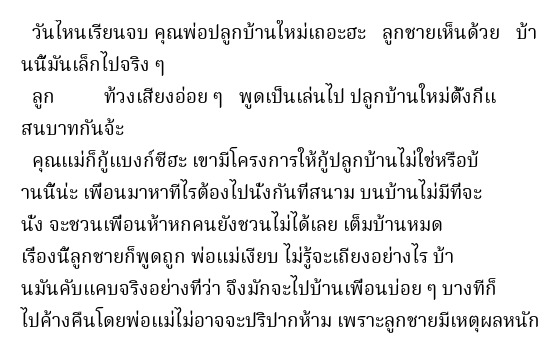 วันไหนเรียนจบ คุณพ่อปลูกบ้านใหม่เถอะฮะ ลูกชายเห็นด้วย บ้า
นนี้มันเล็กไปจริง ๆ
ลูก ท้วงเสียงอ่อย ๆ พูดเป็นเล่นไป ปลูกบ้านใหม่ตั้งกี่แ
สนบาทกันจ้ะ
คุณแม่ก็กู้แบงก์ซีฮะ เขามีโครงการให้กู้ปลูกบ้านไม่ใช่หรือบ้
านนี้น่ะ เพื่อนมาหาทีไรต้องไปนั่งกันที่สนาม บนบ้านไม่มีที่จะ
นั่ง จะชวนเพื่อนห้าหกคนยังชวนไม่ได้เลย เต็มบ้านหมด
เรื่องนี้ลูกชายก็พูดถูก พ่อแม่เงียบ ไม่รู้จะเถียงอย่างไร บ้า
นมันคับแคบจริงอย่างที่ว่า จึงมักจะไปบ้านเพื่อนบ่อย ๆ บางทีก็
ไปค้างคืนโดยพ่อแม่ไม่อาจจะปริปากห้าม เพราะลูกชายมีเหตุผลหนัก